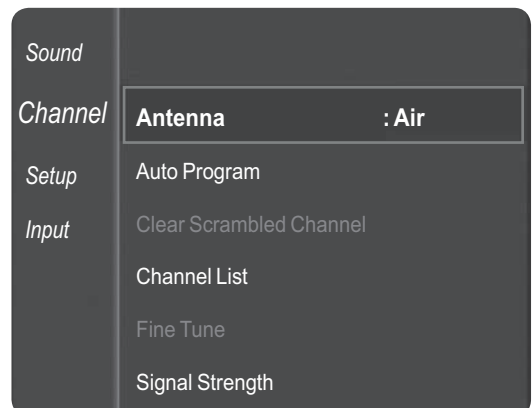 Sound
Channel
Setup
Input
Antenna : Air
Auto Program
Clear Scrambled Channel
Channel List
Fine Tune
Signal Strength